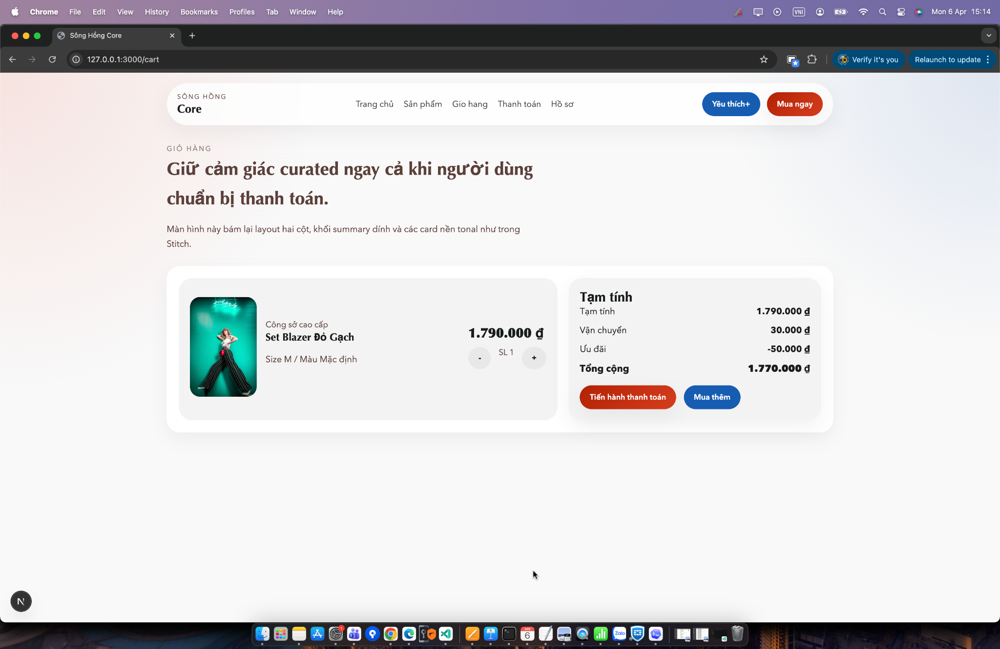 Chrome File Edit View History Bookmarks Profiles Tab Window Help VNI Mon 6 Apr 15:14
Sông Hồng Core
127.0.0.1:3000/cart Verify it's you Relaunch to update
SÔNG HỒNG
Core
Trang chủ Sản phẩm Gio hang Thanh toán Hồ sơ
Yêu thích+ Mua ngay
GIỎ HÀNG
Giữ cảm giác curated ngay cả khi người dùng
chuẩn bị thanh toán.
Màn hình này bám lại layout hai cột, khối summary dính và các card nền tonal như trong
Stitch.
Công sở cao cấp
Set Blazer Đỏ Gạch
Size M / Màu Mặc định
1.790.000 ₫
- SL 1 +
Tạm tính
Tạm tính 1.790.000 ₫
Vận chuyển 30.000 ₫
Ưu đãi -50.000 ₫
Tổng cộng 1.770.000 ₫
Tiến hành thanh toán Mua thêm
N
1
APR
6
Zalo